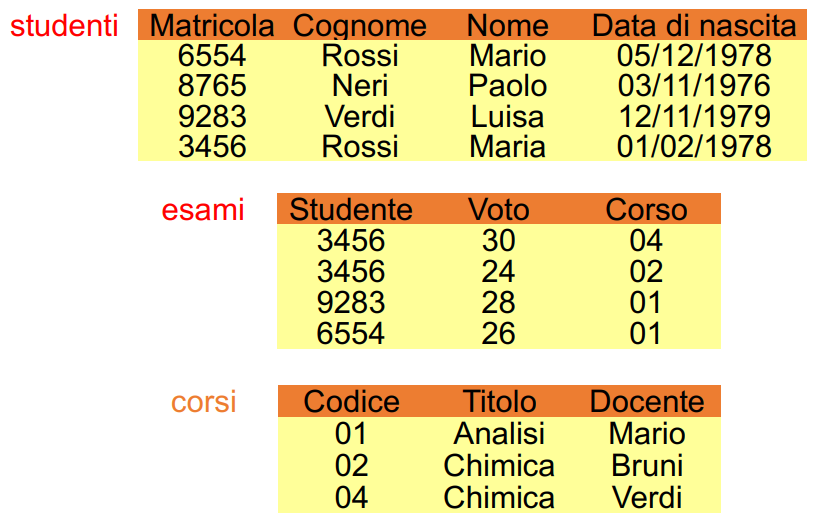 studenti Matricola Cognome Nome Data di nascita
6554 Rossi Mario 05/12/1978
8765 Neri Paolo 03/11/1976
9283 Verdi Luisa 12/11/1979
3456 Rossi Maria 01/02/1978
esami Studente Voto Corso
3456 30 04
3456 24 02
9283 28 01
6554 26 01
corsi Codice Titolo Docente
01 Analisi Mario
02 Chimica Bruni
04 Chimica Verdi